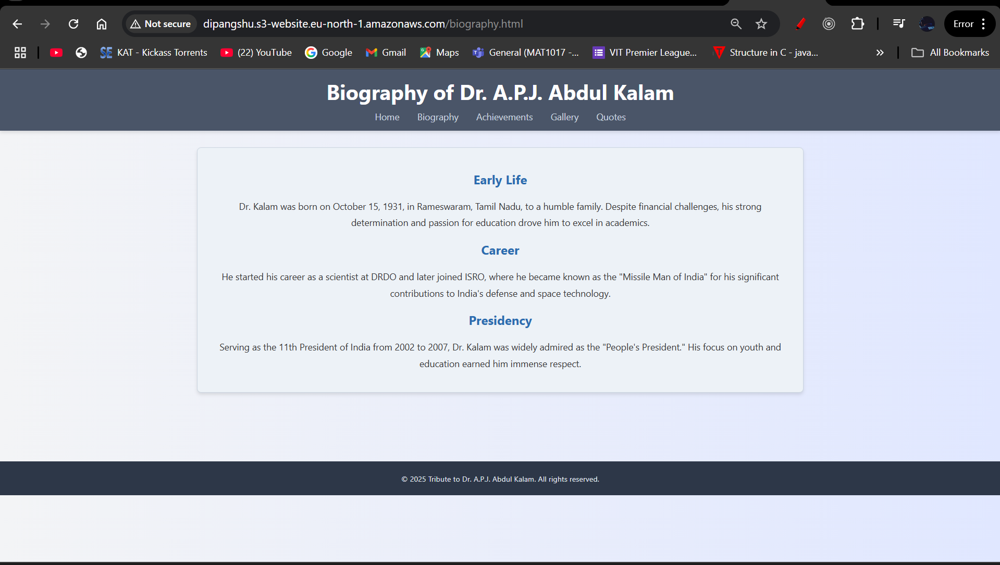 Not secure
dipangshu.s3-website.eu-north-1.amazonaws.com/biography.html
Error
SE KAT - Kickass Torrents
(22) YouTube
Google
Gmail
Maps
General (MAT1017 -...
VIT Premier League...
T Structure in C - java...
All Bookmarks
Biography of Dr. A.P.J. Abdul Kalam
Home Biography Achievements Gallery Quotes
Early Life
Dr. Kalam was born on October 15, 1931, in Rameswaram, Tamil Nadu, to a humble family. Despite financial challenges, his strong
determination and passion for education drove him to excel in academics.
Career
He started his career as a scientist at DRDO and later joined ISRO, where he became known as the "Missile Man of India" for his significant
contributions to India's defense and space technology.
Presidency
Serving as the 11th President of India from 2002 to 2007, Dr. Kalam was widely admired as the "People's President." His focus on youth and
education earned him immense respect.
© 2025 Tribute to Dr. A.P.J. Abdul Kalam. All rights reserved.